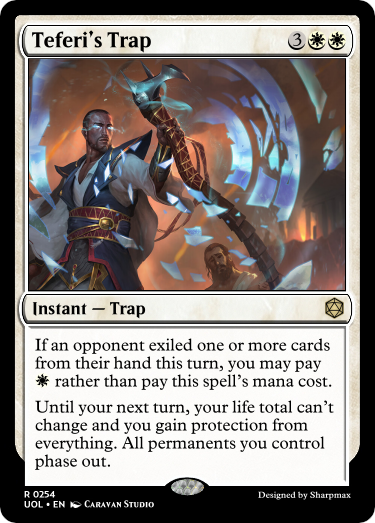 Teferi's Trap 3
Instant — Trap
If an opponent exiled one or more cards
from their hand this turn, you may pay
rather than pay this spell's mana cost.
Until your next turn, your life total can't
change and you gain protection from
everything. All permanents you control
phase out.
R 0254
UOL • EN Caravan Studio
Designed by Sharpmax